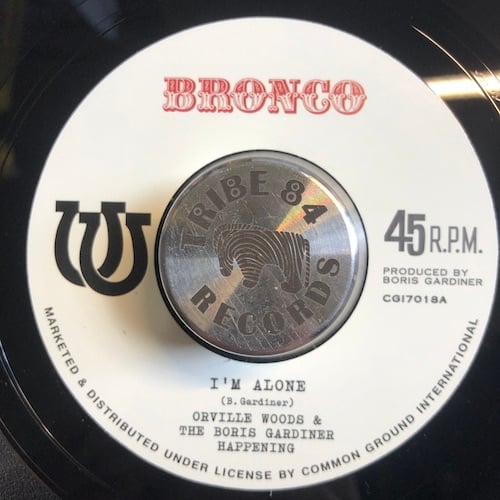 BRONCO
TRIBE 84
RECORDS
45 R.P.M.
PRODUCED BY
BORIS GARDINER
CGI7018A
I'M ALONE
(B. Gardiner)
ORVILLE WOODS &
THE BORIS GARDINER
HAPPENING
MARKETED & DISTRIBUTED UNDER LICENSE BY COMMON GROUND INTERNATIONAL